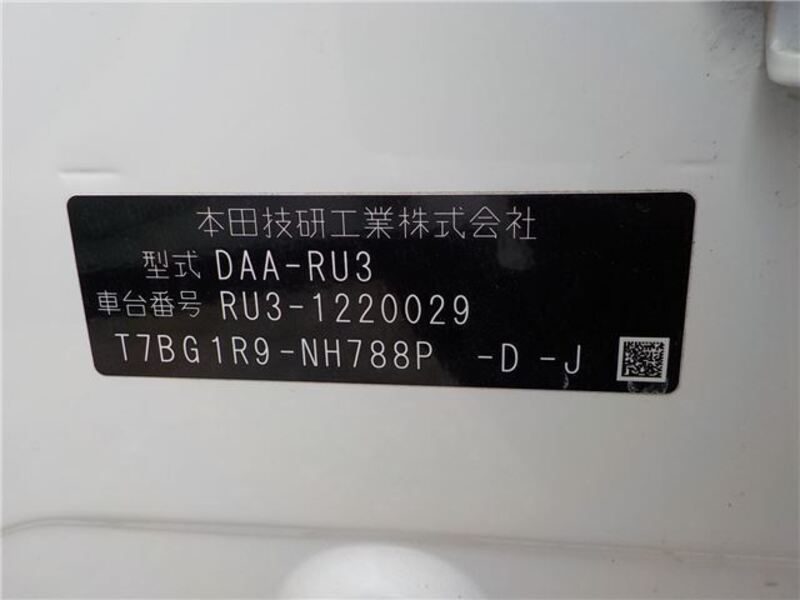 本田技研工業株式会社
型式 DAA-RU3
車台番号 RU3-1220029
T7BG1R9-NH788P -D -J